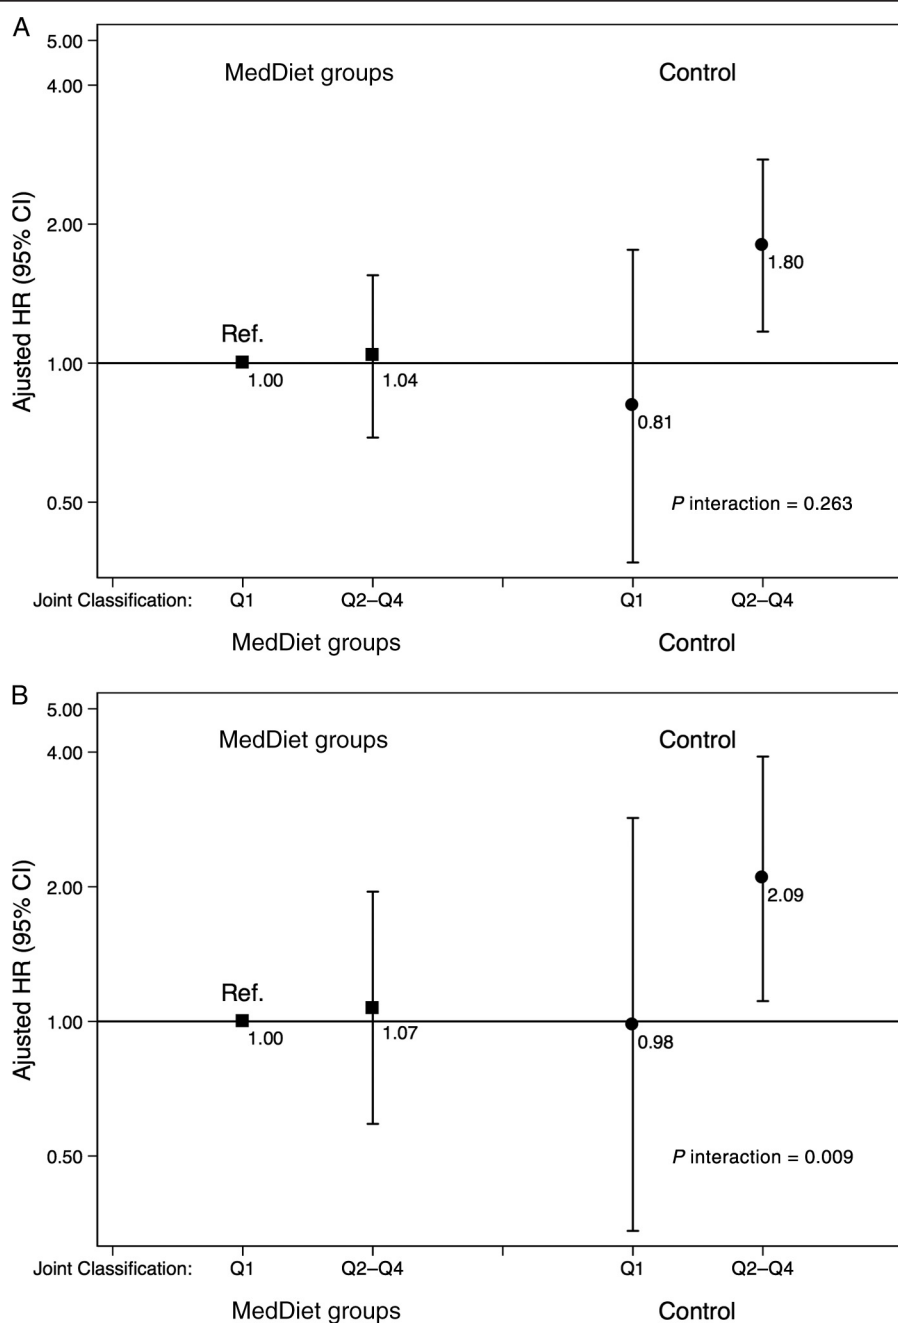 A
5.00
MedDiet groups Control
4.00
Ajusted HR (95% CI)
2.00
1.80
Ref.
1.00
1.00
1.04
0.81
0.50
P interaction = 0.263
Joint Classification: Q1 Q2–Q4 Q1 Q2–Q4
MedDiet groups Control
B
5.00
MedDiet groups Control
4.00
Ajusted HR (95% CI)
2.00
2.09
Ref.
1.00
1.00
1.07
0.98
0.50
P interaction = 0.009
Joint Classification: Q1 Q2–Q4 Q1 Q2–Q4
MedDiet groups Control